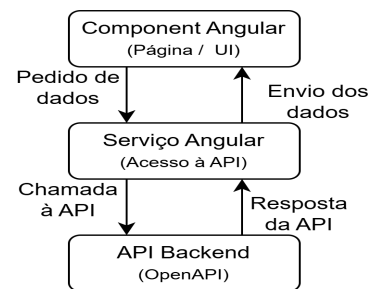 Component Angular
(Página / UI)
Pedido de
dados
Envio dos
dados
Serviço Angular
(Acesso à API)
Chamada
à API
Resposta
da API
API Backend
(OpenAPI)